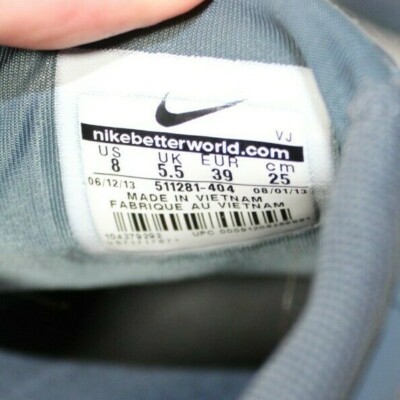 VJ
nikebetterworld.com
US UK EUR cm
8 5.5 39 25
06/12/13 511281-404 08/01/13
MADE IN VIETNAM
FABRIQUE AU VIETNAM
UPC